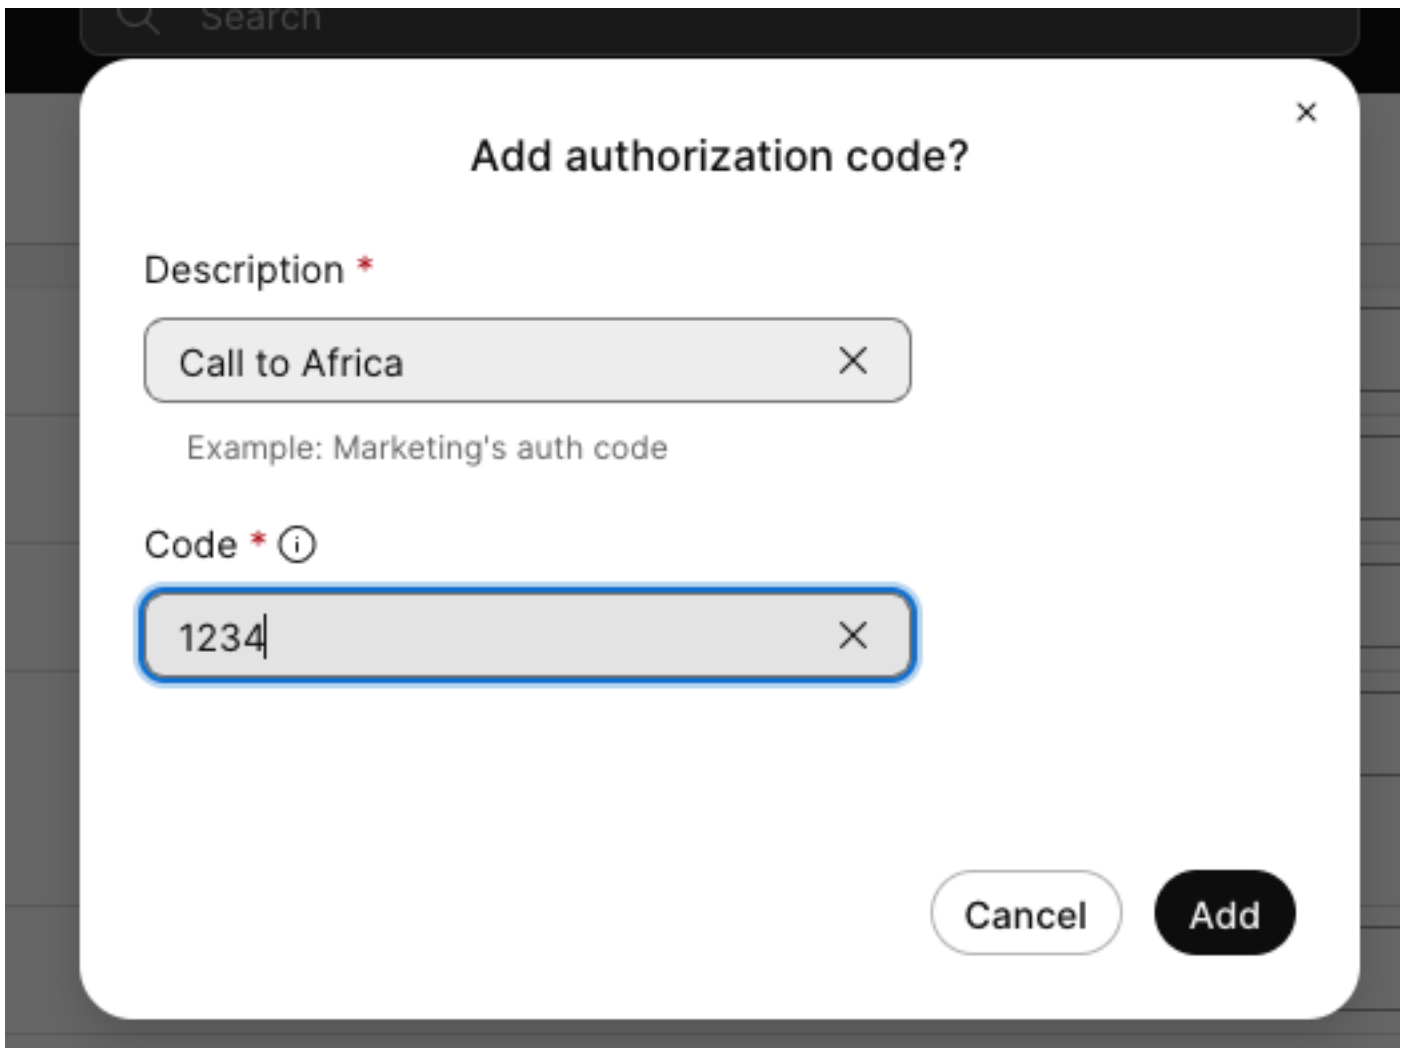 Search
Add authorization code?
Description *
Call to Africa
Example: Marketing's auth code
Code *
1234
Cancel
Add